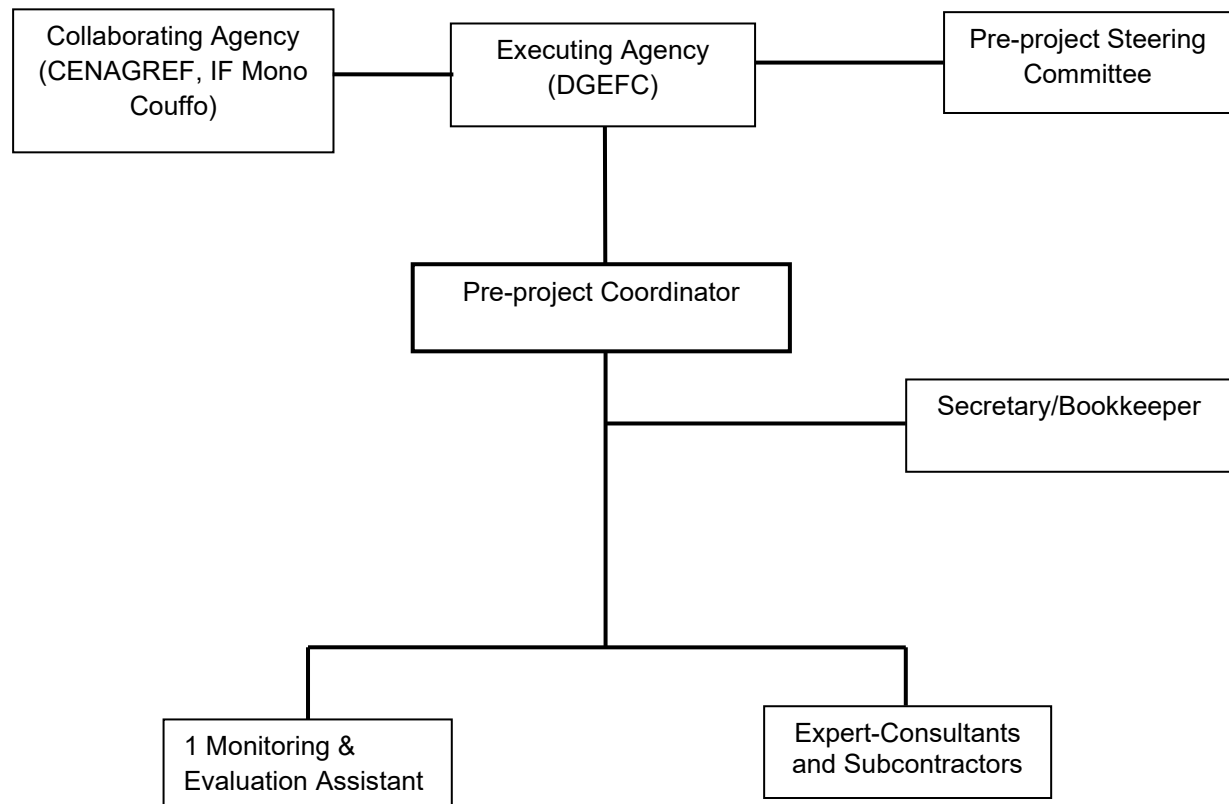 Collaborating Agency
(CENAGREF, IF Mono
Couffo)
Executing Agency
(DGEFC)
Pre-project Steering
Committee
Pre-project Coordinator
Secretary/Bookkeeper
1 Monitoring &
Evaluation Assistant
Expert-Consultants
and Subcontractors